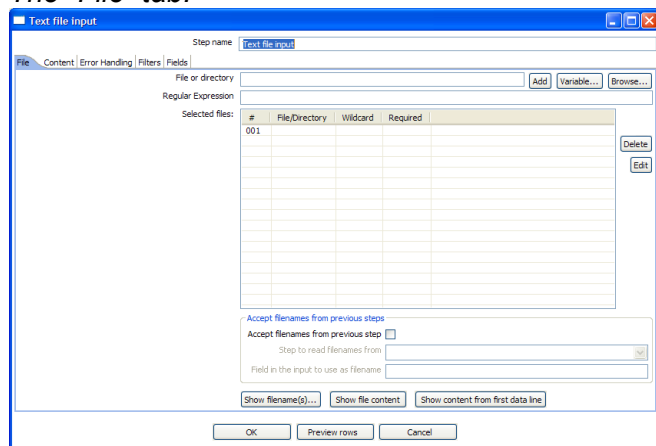 The "File" tab:
Text file input
Step name Text file input
File Content Error Handling Filters Fields
File or directory Add Variable... Browse...
Regular Expression
Selected files: # File/Directory Wildcard Required
001
Delete
Edit
Accept filenames from previous steps
Accept filenames from previous step
Step to read filenames from
Field in the input to use as filename
Show filename(s)... Show file content Show content from first data line
OK Preview rows Cancel